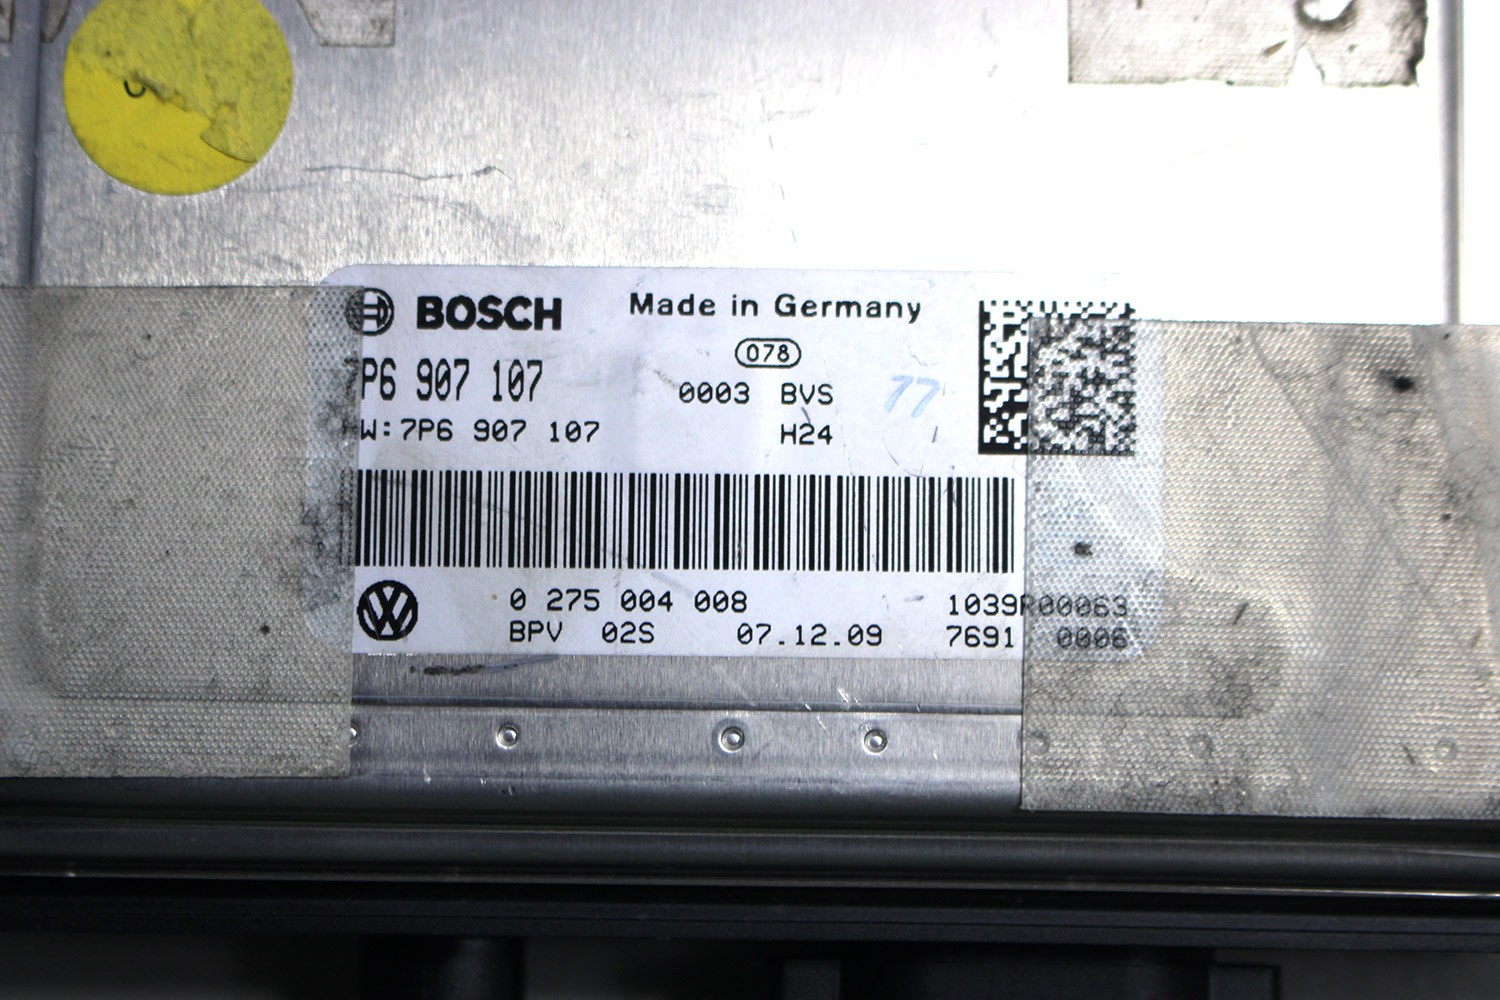 BOSCH Made in Germany
078
7P6 907 107 0003 BVS 77
HW:7P6 907 107 H24
0 275 004 008 1039R00063
BPV 02S 07.12.09 7691 0006